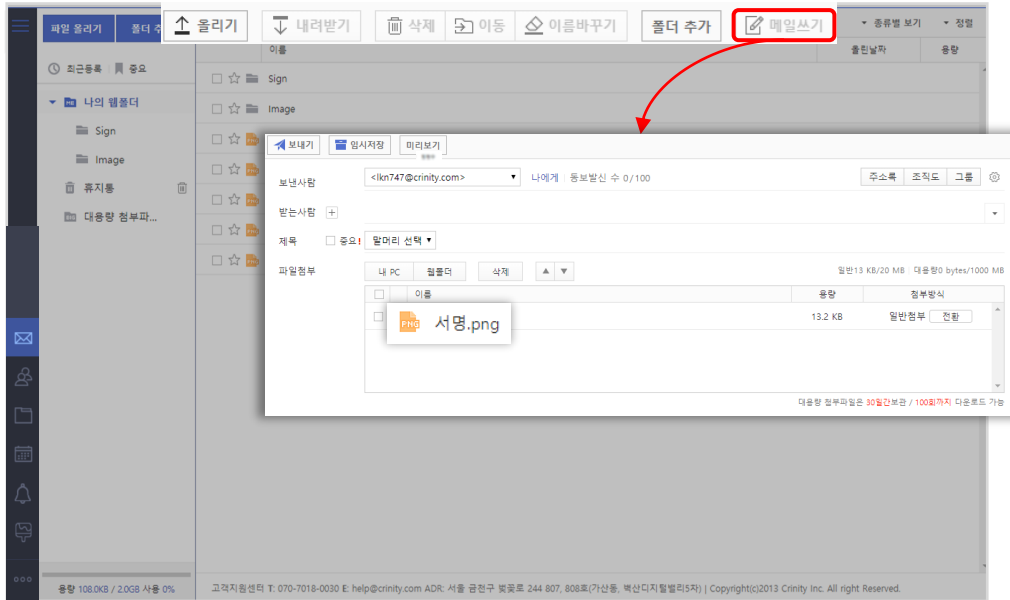 파일 올리기
폴더 추
올리기
내려받기
삭제
이동
이름바꾸기
폴더 추가
메일쓰기
종류별 보기
정렬
이름
올린날짜
용량
최근등록
중요
나의 웹폴더
Sign
Image
휴지통
대용량 첨부파...
Sign
Image
보내기
임시저장
미리보기
보낸사람
<lkn747@crinity.com>
나에게
동보발신 수 0/100
주소록
조직도
그룹
받는사람
제목
중요!
말머리 선택
파일첨부
내 PC
웹폴더
삭제
일반13 KB/20 MB
대용량0 bytes/1000 MB
이름
용량
첨부방식
PNG
서명.png
13.2 KB
일반첨부
전환
대용량 첨부파일은 30일간보관 / 100회까지 다운로드 가능
용량 108.0KB / 2.0GB 사용 0%
고객지원센터 T: 070-7018-0030 E: help@crinity.com ADR: 서울 금천구 벚꽃로 244 807, 808호(가산동, 벽산디지털밸리5차) | Copyright(c)2013 Crinity Inc. All right Reserved.